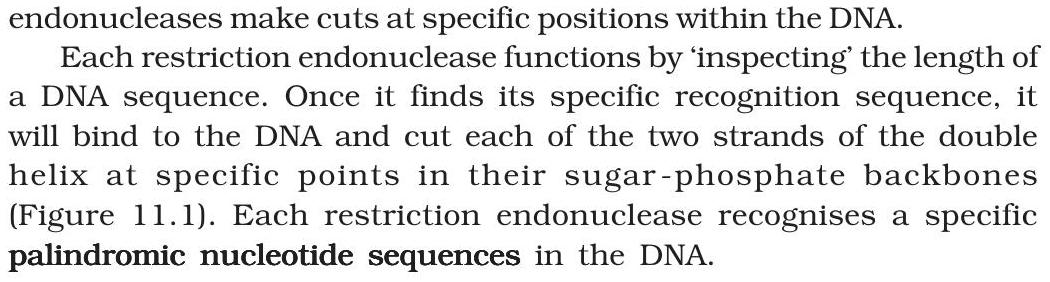 endonucleases make cuts at specific positions within the DNA.
Each restriction endonuclease functions by ‘inspecting’ the length of
a DNA sequence. Once it finds its specific recognition sequence, it
will bind to the DNA and cut each of the two strands of the double
helix at specific points in their sugar-phosphate backbones
(Figure 11.1). Each restriction endonuclease recognises a specific
palindromic nucleotide sequences in the DNA.